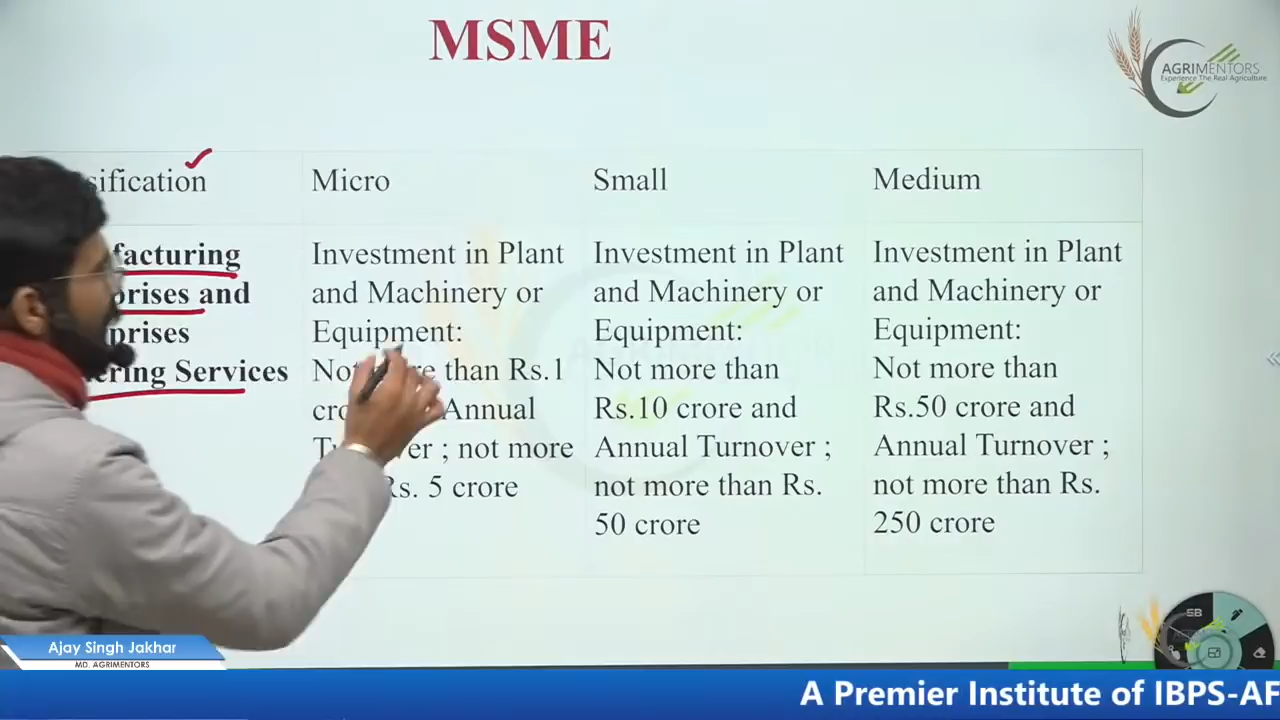 MSME
AGRIMENTORS
Experience The Real Agriculture
sification Micro Small Medium
facturing
prises and
prises
ering Services
Investment in Plant
and Machinery or
Equipment:
Not more than Rs.1
Annual
; not more
Rs. 5 crore
Investment in Plant
and Machinery or
Equipment:
Not more than
Rs.10 crore and
Annual Turnover ;
not more than Rs.
50 crore
Investment in Plant
and Machinery or
Equipment:
Not more than
Rs.50 crore and
Annual Turnover ;
not more than Rs.
250 crore
SB
Ajay Singh Jakhar
MD. AGRIMENTORS
A Premier Institute of IBPS-AF